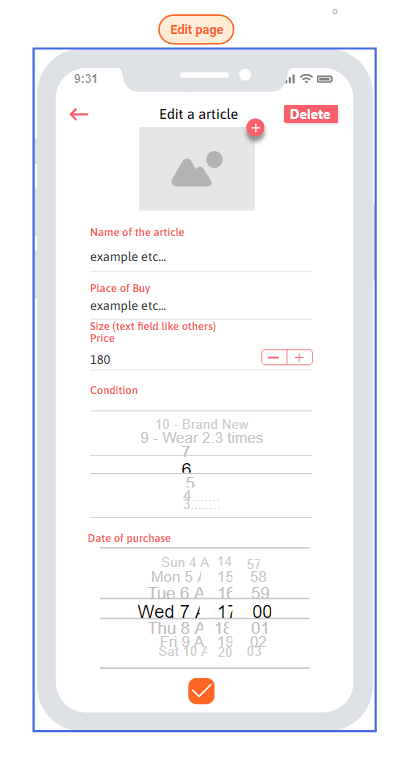 Edit page
9:31
Edit a article Delete
+
Name of the article
example etc...
Place of Buy
example etc...
Size (text field like others)
Price
180 − +
Condition
10 - Brand New
9 - Wear 2.3 times
7
6
5
4........
3........
Date of purchase
Sun 4 A 14 57
Mon 5 A 15 58
Tue 6 A 16 59
Wed 7 A 17 00
Thu 8 A 18 01
Fri 9 A 19 02
Sat 10 A 20 03